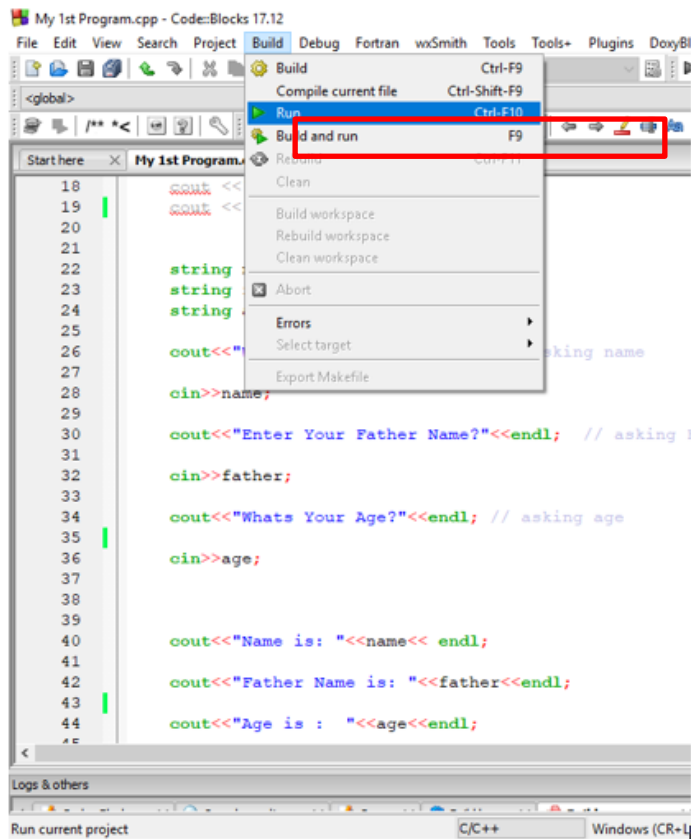 My 1st Program.cpp - Code::Blocks 17.12
File Edit View Search Project Build Debug Fortran wxSmith Tools Tools+ Plugins DoxyBl
<global>
Build Ctrl-F9
Compile current file Ctrl-Shift-F9
Run Ctrl-F10
Build and run F9
Rebuild Ctrl-F11
Clean
Build workspace
Rebuild workspace
Clean workspace
Abort
Errors
Select target
Export Makefile
/** *<
Start here My 1st Program.
18 cout <<
19 cout <<
20
21
22 string
23 string
24 string
25
26 cout<<" king name
27
28 cin>>name;
29
30 cout<<"Enter Your Father Name?"<<endl; // asking
31
32 cin>>father;
33
34 cout<<"Whats Your Age?"<<endl; // asking age
35
36 cin>>age;
37
38
39
40 cout<<"Name is: "<<name<< endl;
41
42 cout<<"Father Name is: "<<father<<endl;
43
44 cout<<"Age is :  "<<age<<endl;
Logs & others
Run current project C/C++ Windows (CR+L